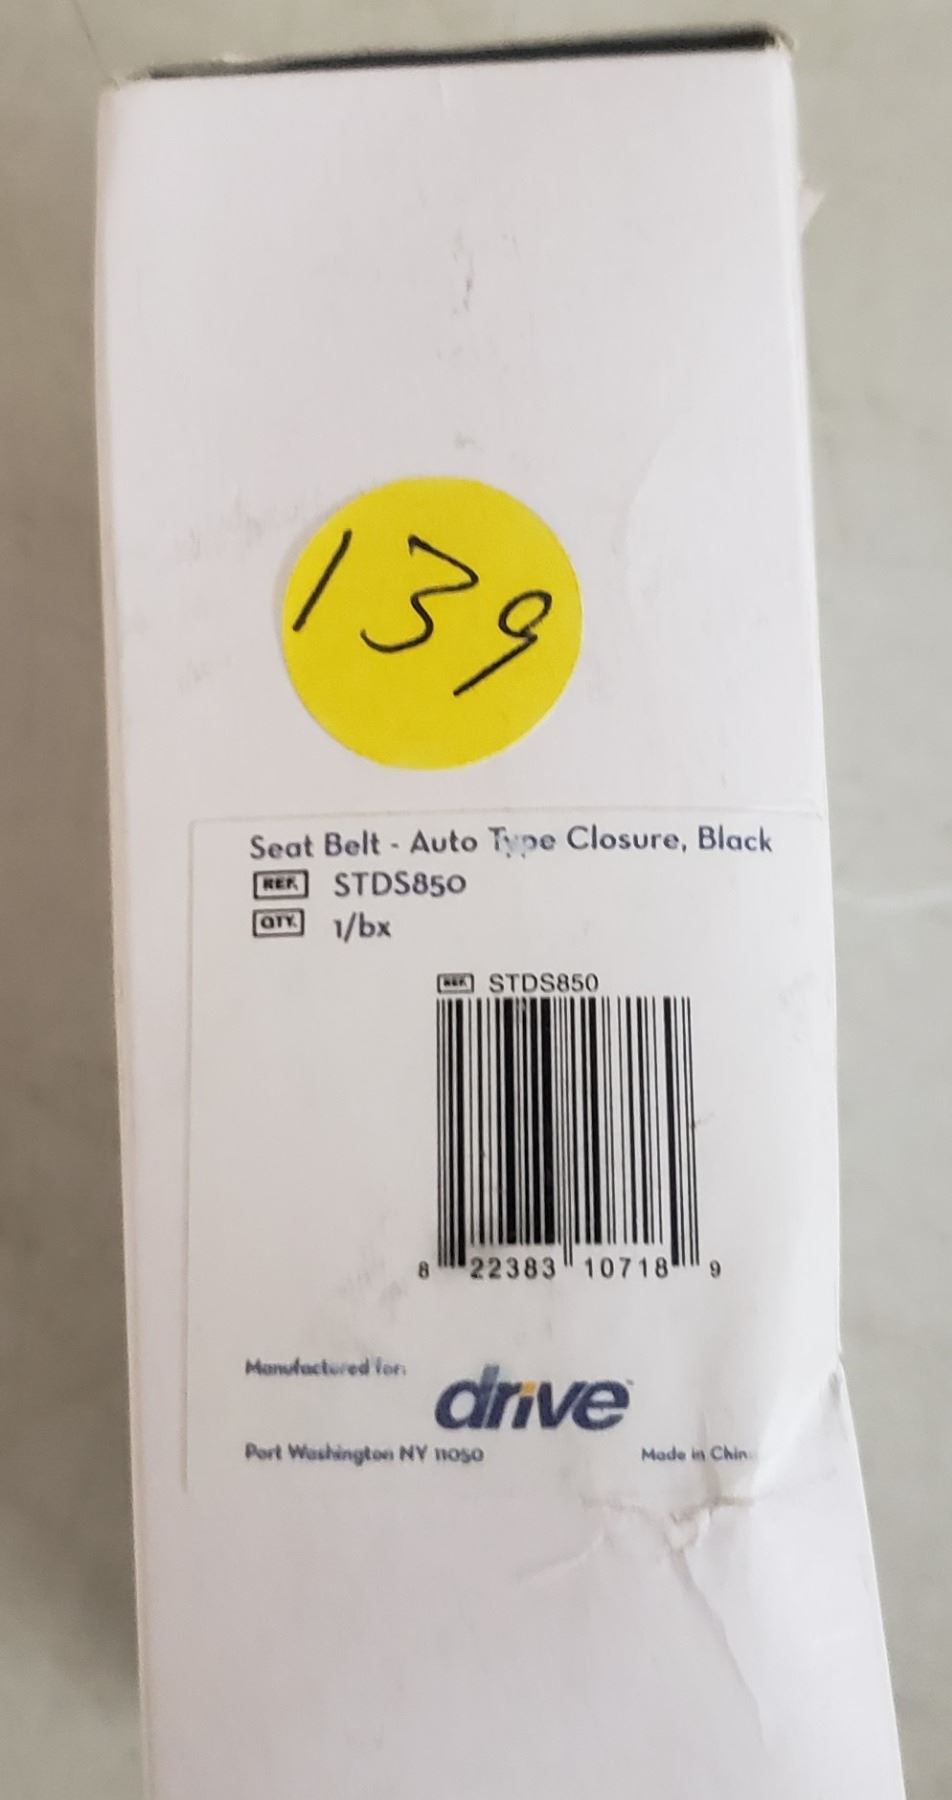 139
Seat Belt - Auto Type Closure, Black
REF. STDS850
QTY. 1/bx
REF. STDS850
8 22383 10718 9
Manufactured for:
drive™
Port Washington NY 11050
Made in Chin